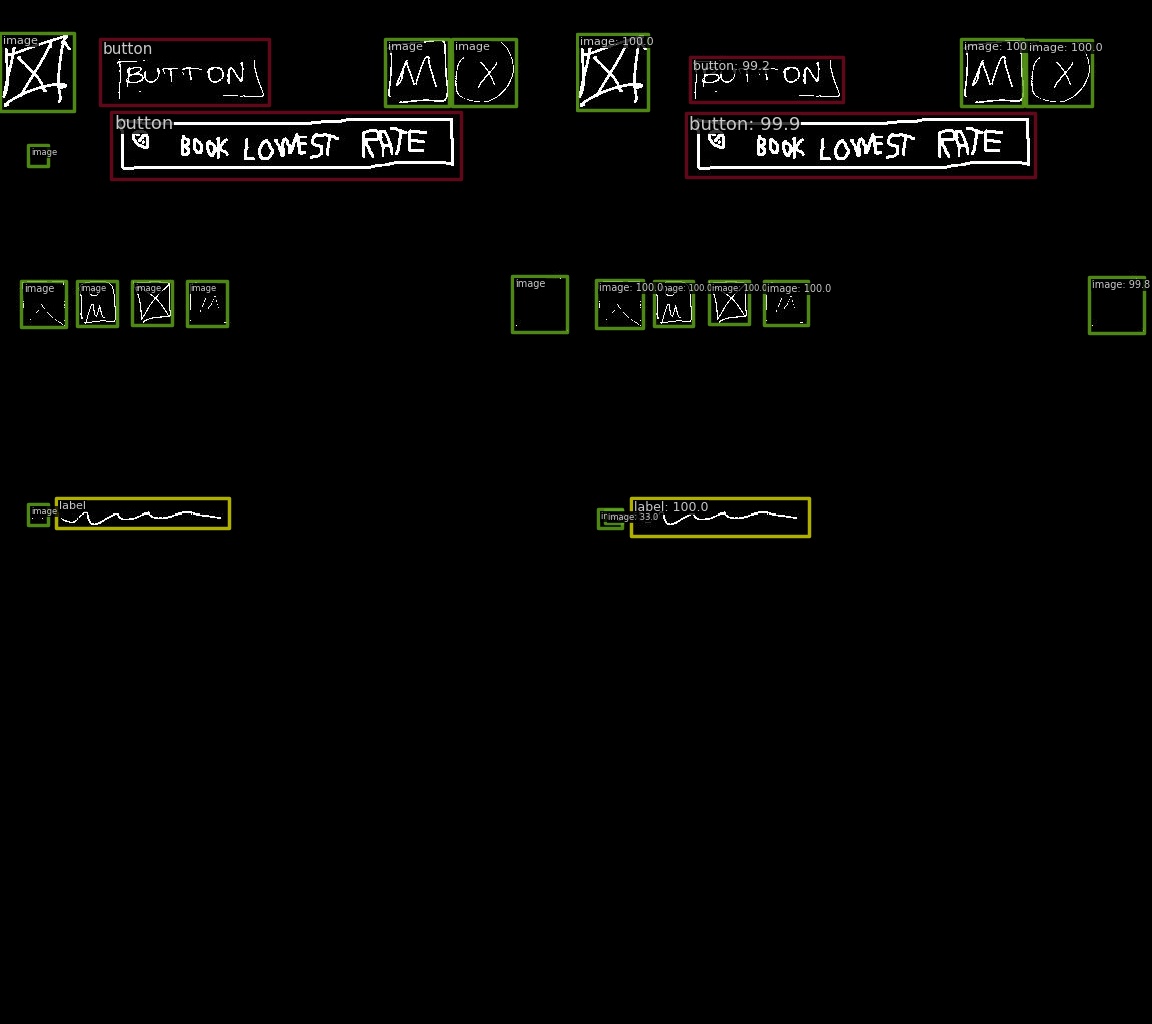 image button image image image: 100.0 button: 99.2 image: 100 image: 100.0
BUTTON BUTTON
M X M X
button button: 99.9
BOOK LOWEST RATE BOOK LOWEST RATE
image
image image image image image image: 100.0 image: 100.0 image: 100.0 image: 100.0 image: 99.8
M M
image label image: 33.0 label: 100.0